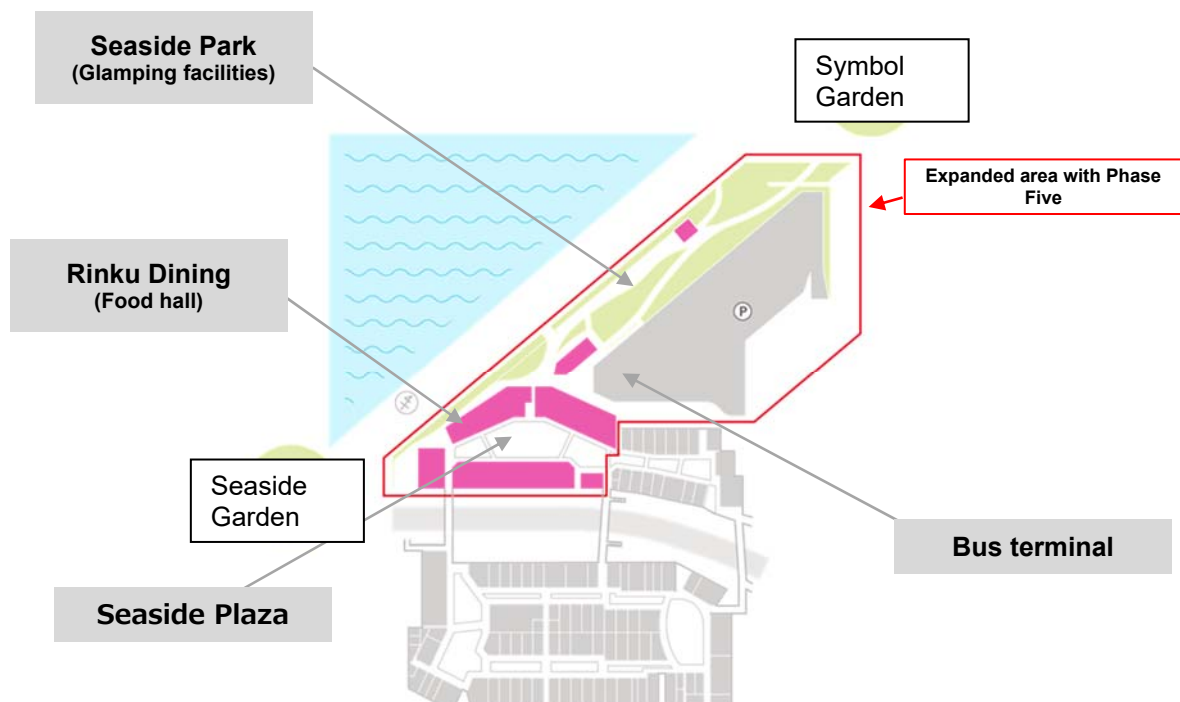 Seaside Park
(Glamping facilities)
Symbol
Garden
Expanded area with Phase
Five
Rinku Dining
(Food hall)
P
Seaside
Garden
Bus terminal
Seaside Plaza